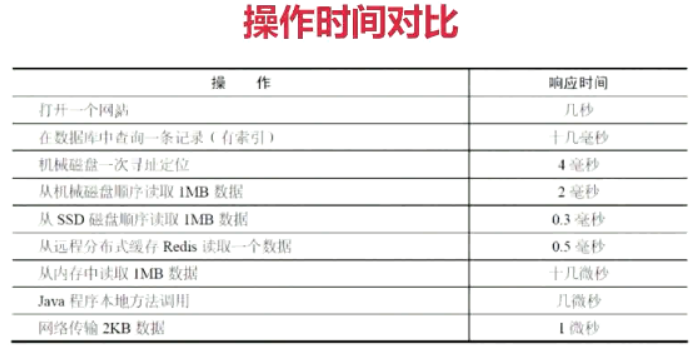 操作时间对比
操 作 响应时间
打开一个网站 几秒
在数据库中查询一条记录（有索引） 十几毫秒
机械磁盘一次寻址定位 4 毫秒
从机械磁盘顺序读取 1MB 数据 2 毫秒
从 SSD 磁盘顺序读取 1MB 数据 0.3 毫秒
从远程分布式缓存 Redis 读取一个数据 0.5 毫秒
从内存中读取 1MB 数据 十几微秒
Java 程序本地方法调用 几微秒
网络传输 2KB 数据 1 微秒